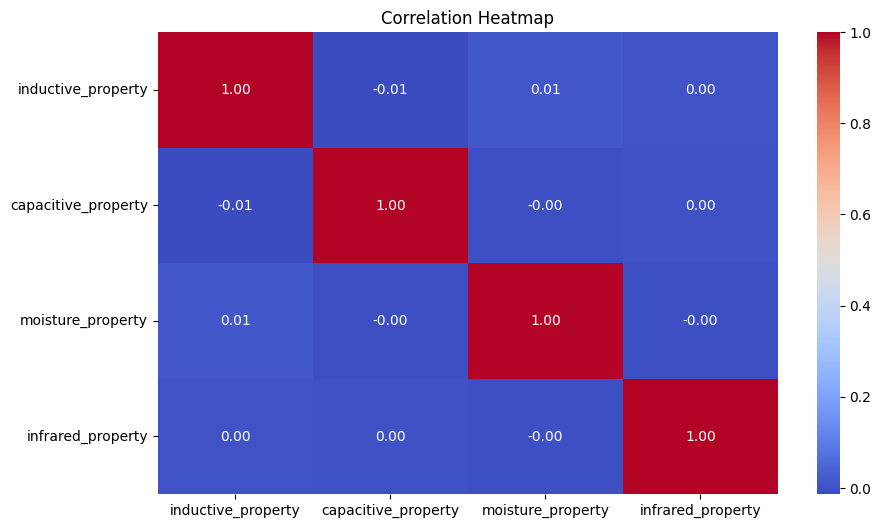 Correlation Heatmap
inductive_property 1.00 -0.01 0.01 0.00
capacitive_property -0.01 1.00 -0.00 0.00
moisture_property 0.01 -0.00 1.00 -0.00
infrared_property 0.00 0.00 -0.00 1.00
inductive_property capacitive_property moisture_property infrared_property
1.0
0.8
0.6
0.4
0.2
0.0